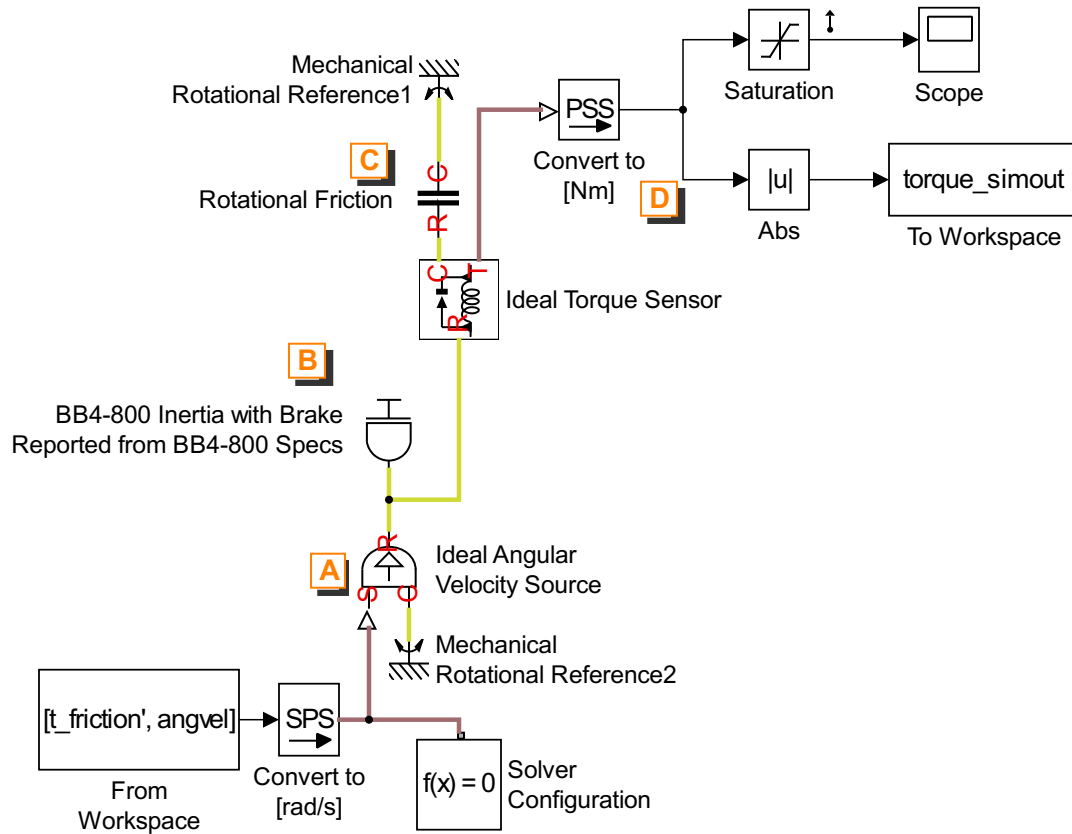 Mechanical
Rotational Reference1
C
C
Rotational Friction
R
PSS
Convert to
[Nm]
D
Saturation
Scope
|u|
Abs
torque_simout
To Workspace
C
T
R
Ideal Torque Sensor
B
BB4-800 Inertia with Brake
Reported from BB4-800 Specs
A
R
S
C
Ideal Angular
Velocity Source
Mechanical
Rotational Reference2
[t_friction', angvel]
From
Workspace
SPS
Convert to
[rad/s]
f(x) = 0
Solver
Configuration